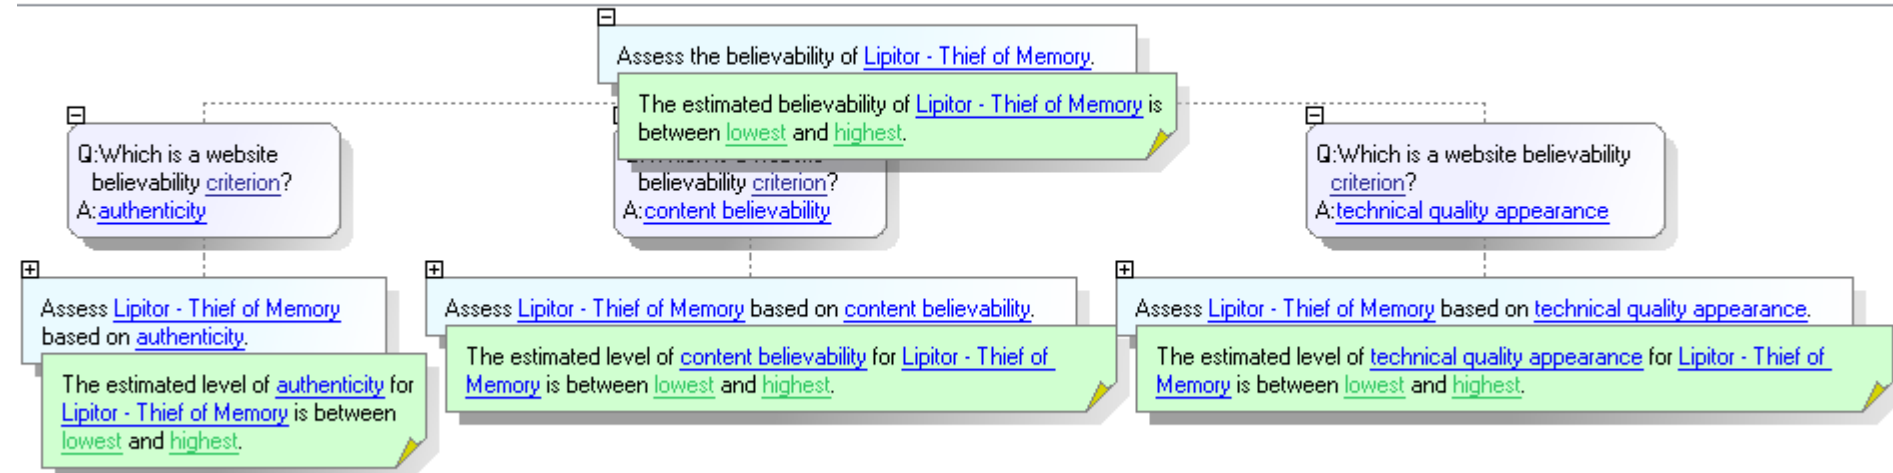 Assess the believability of Lipitor - Thief of Memory.
The estimated believability of Lipitor - Thief of Memory is
between lowest and highest.
Q:Which is a website
believability criterion?
A:authenticity
believability criterion?
A:content believability
Q:Which is a website believability
criterion?
A:technical quality appearance
Assess Lipitor - Thief of Memory
based on authenticity.
The estimated level of authenticity for
Lipitor - Thief of Memory is between
lowest and highest.
Assess Lipitor - Thief of Memory based on content believability.
The estimated level of content believability for Lipitor - Thief of
Memory is between lowest and highest.
Assess Lipitor - Thief of Memory based on technical quality appearance.
The estimated level of technical quality appearance for Lipitor - Thief of
Memory is between lowest and highest.